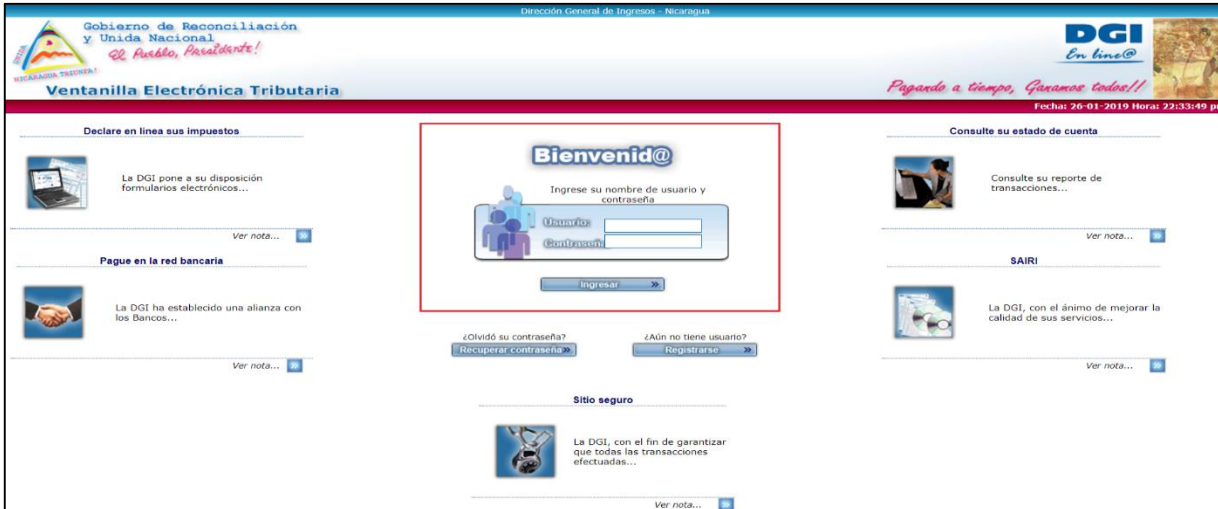 Dirección General de Ingresos - Nicaragua
Gobierno de Reconciliación
y Unida Nacional
El Pueblo, Presidente!
UNIDA
NICARAGUA TRIUNFA!
Ventanilla Electrónica Tributaria
DGI
En line@
Pagando a tiempo, Ganamos todos!!
Fecha: 26-01-2019 Hora: 22:33:49
Declare en linea sus impuestos
La DGI pone a su disposición
formularios electrónicos...
Ver nota...
Pague en la red bancaria
La DGI ha establecido una alianza con
los Bancos...
Ver nota...
Bienvenid@
Ingrese su nombre de usuario y
contraseña
Usuario:
Contraseñ
Ingresar
¿Olvidó su contraseña?
Recuperar contraseña
¿Aún no tiene usuario?
Registrarse
Sitio seguro
La DGI, con el fin de garantizar
que todas las transacciones
efectuadas...
Ver nota...
Consulte su estado de cuenta
Consulte su reporte de
transacciones...
Ver nota...
SAIRI
La DGI, con el ánimo de mejorar la
calidad de sus servicios...
Ver nota...